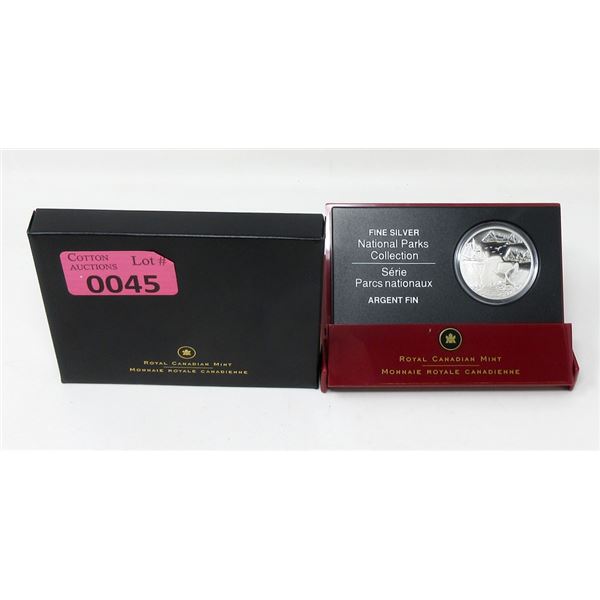 COTTON AUCTIONS Lot #
0045
ROYAL CANADIAN MINT
MONNAIE ROYALE CANADIENNE
FINE SILVER
National Parks
Collection
Série
Parcs nationaux
ARGENT FIN
ROYAL CANADIAN MINT
MONNAIE ROYALE CANADIENNE